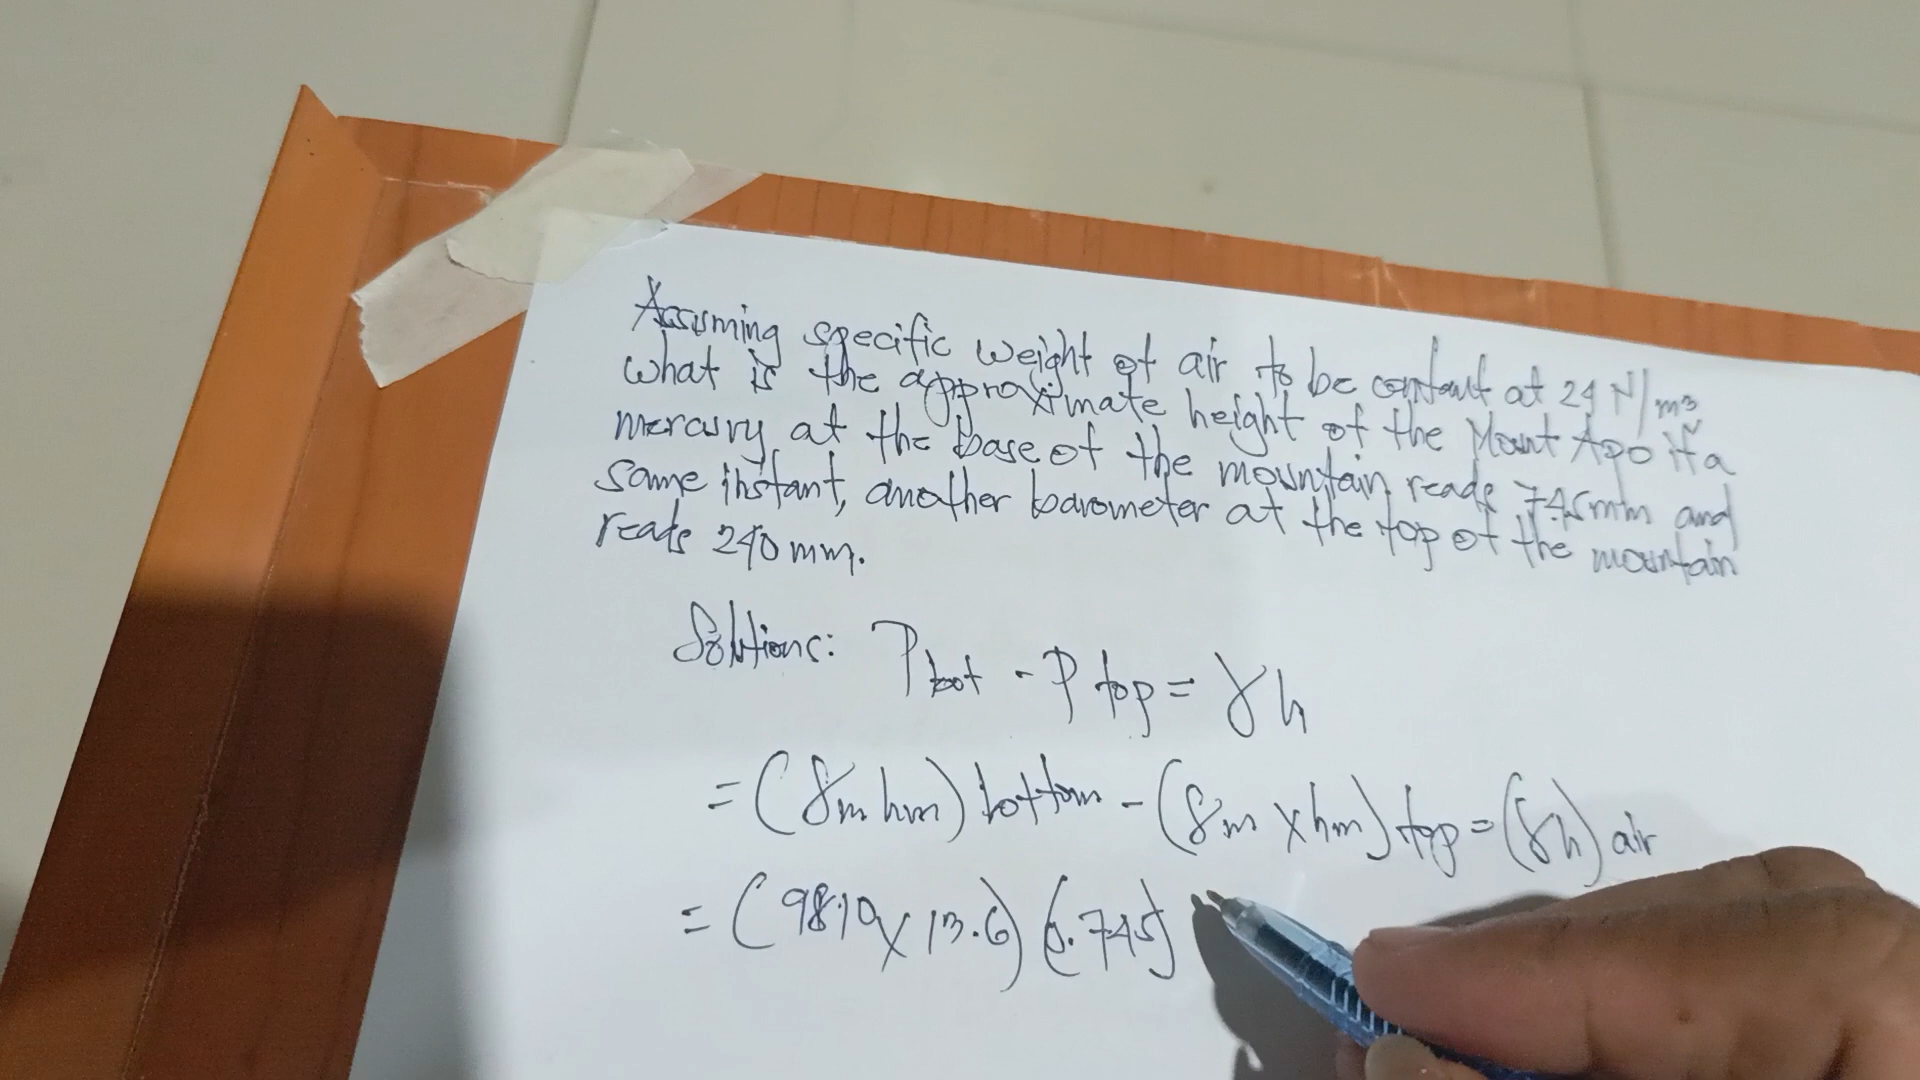 Assuming specific weight of air to be contant at 24 N/m³
what is the approximate height of the Mount Apo if a
mercury at the base of the mountain reads 745mm and
same instant, another barometer at the top of the mountain
reads 240 mm.
Solutions: Pbot - Ptop = γh
= (γm hm) bottom - (γm x hm) top = (γh) air
= (9810 x 13.6) (0.745)